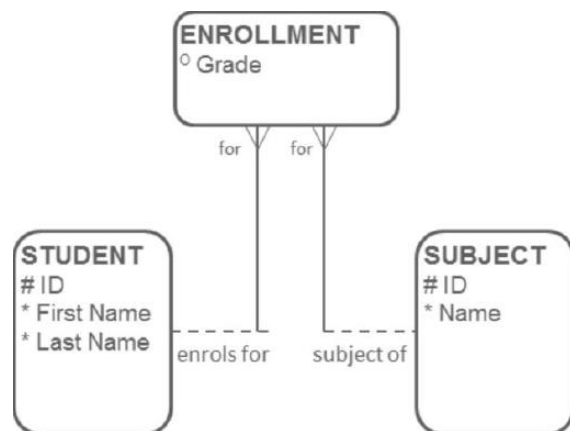 ENROLLMENT
o Grade
for for
STUDENT
# ID
* First Name
* Last Name
enrols for
subject of
SUBJECT
# ID
* Name